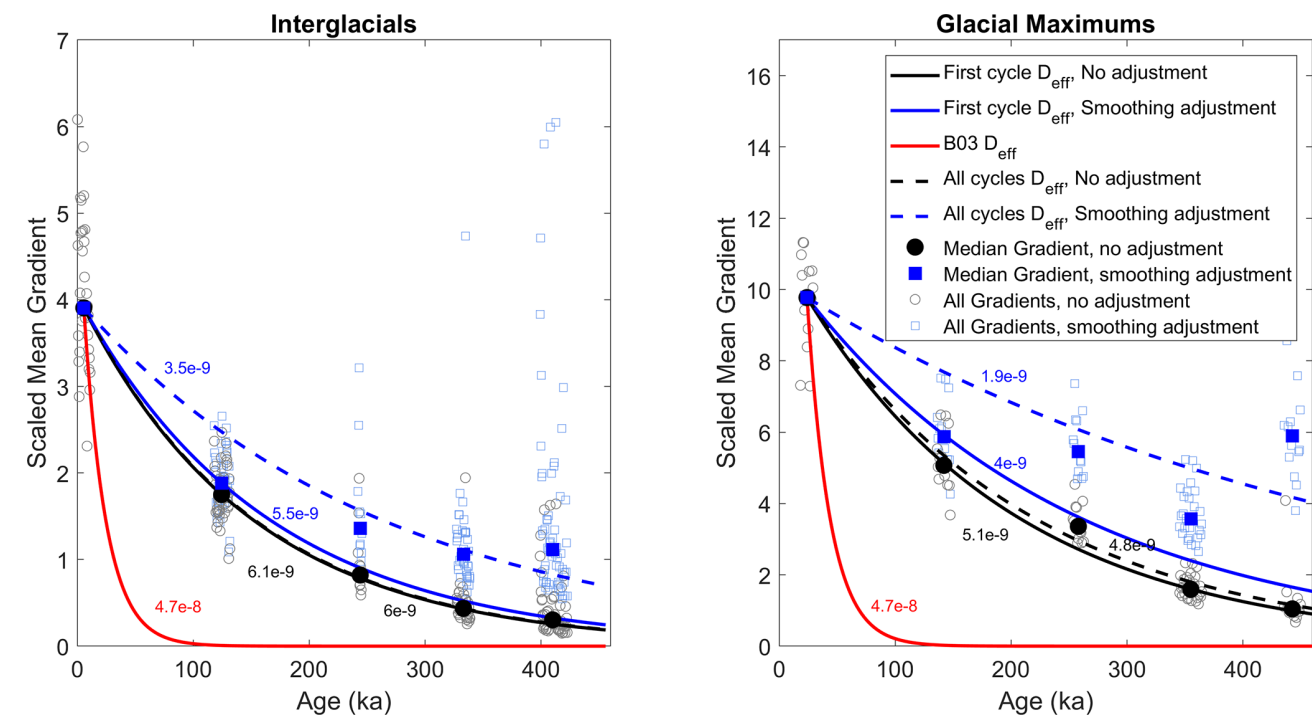 Interglacials
7
6
5
4
3
2
1
0
Scaled Mean Gradient
3.5e-9
5.5e-9
6.1e-9
6e-9
4.7e-8
0
100
200
300
400
Age (ka)
Glacial Maximums
16
14
12
10
8
6
4
2
0
Scaled Mean Gradient
First cycle Deff, No adjustment
First cycle Deff, Smoothing adjustment
B03 Deff
All cycles Deff, No adjustment
All cycles Deff, Smoothing adjustment
Median Gradient, no adjustment
Median Gradient, smoothing adjustment
All Gradients, no adjustment
All Gradients, smoothing adjustment
1.9e-9
4e-9
5.1e-9
4.8e-9
4.7e-8
0
100
200
300
400
Age (ka)